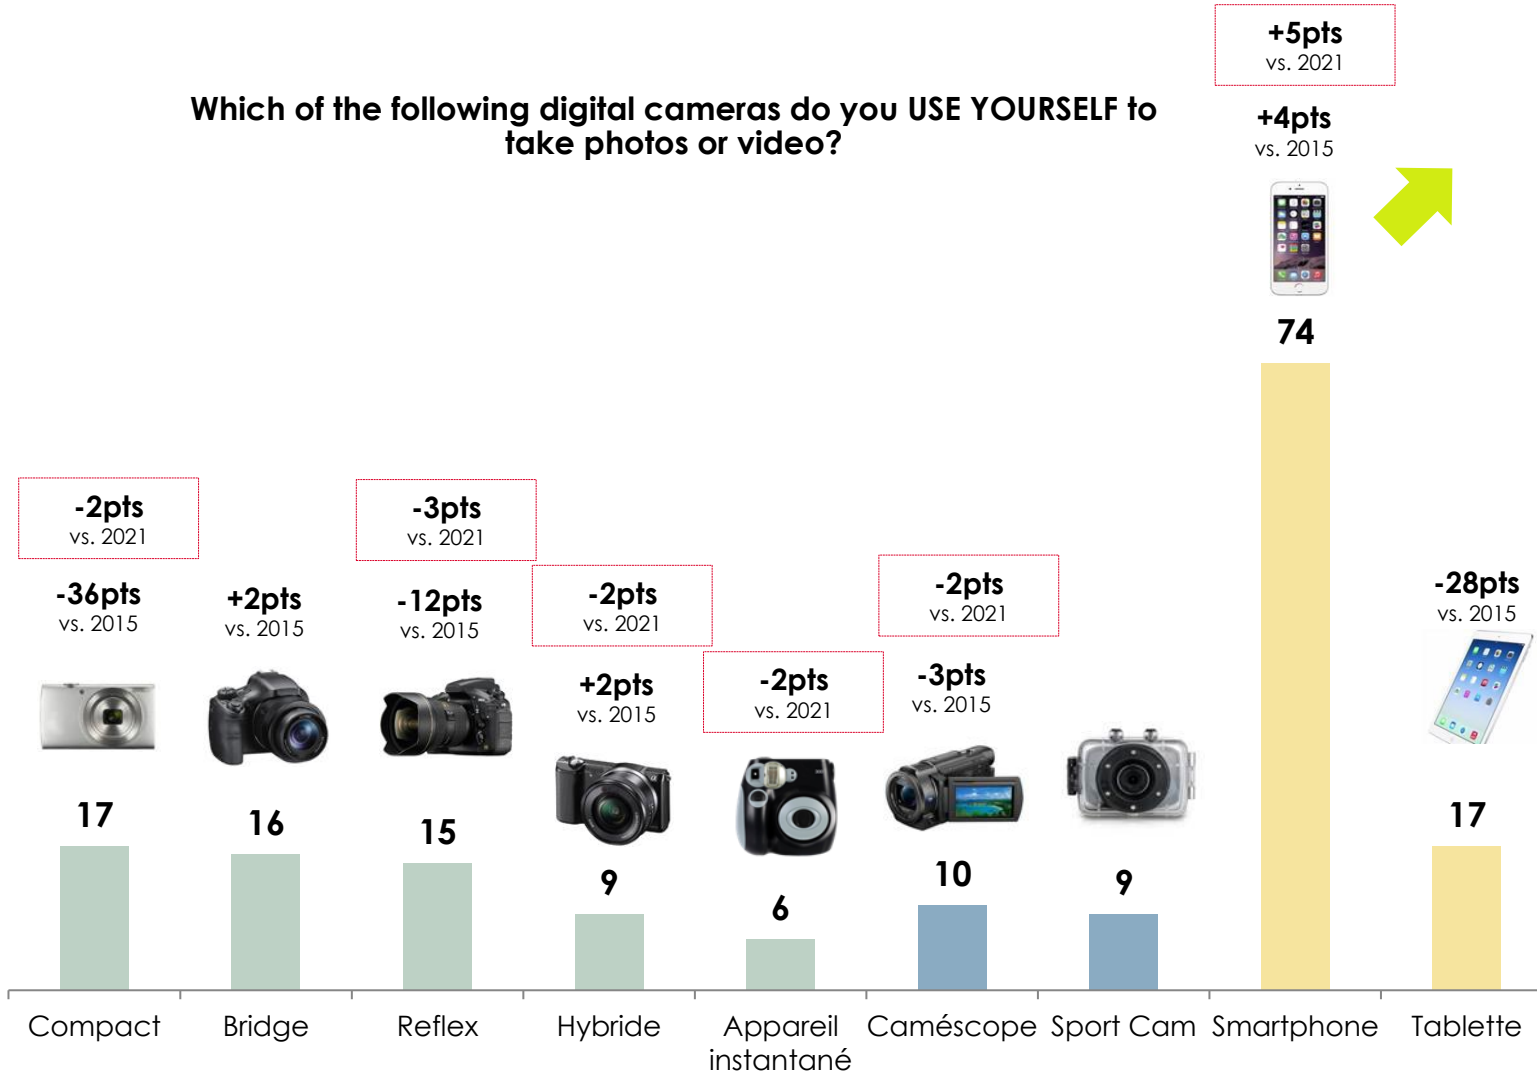 +5pts
vs. 2021
Which of the following digital cameras do you USE YOURSELF to
take photos or video?
+4pts
vs. 2015
74
-2pts
vs. 2021
-36pts
vs. 2015
17
+2pts
vs. 2015
16
-3pts
vs. 2021
-12pts
vs. 2015
15
-2pts
vs. 2021
+2pts
vs. 2015
9
-2pts
vs. 2021
6
-2pts
vs. 2021
-3pts
vs. 2015
10
9
-28pts
vs. 2015
17
Compact
Bridge
Reflex
Hybride
Appareil
instantané
Caméscope
Sport Cam
Smartphone
Tablette